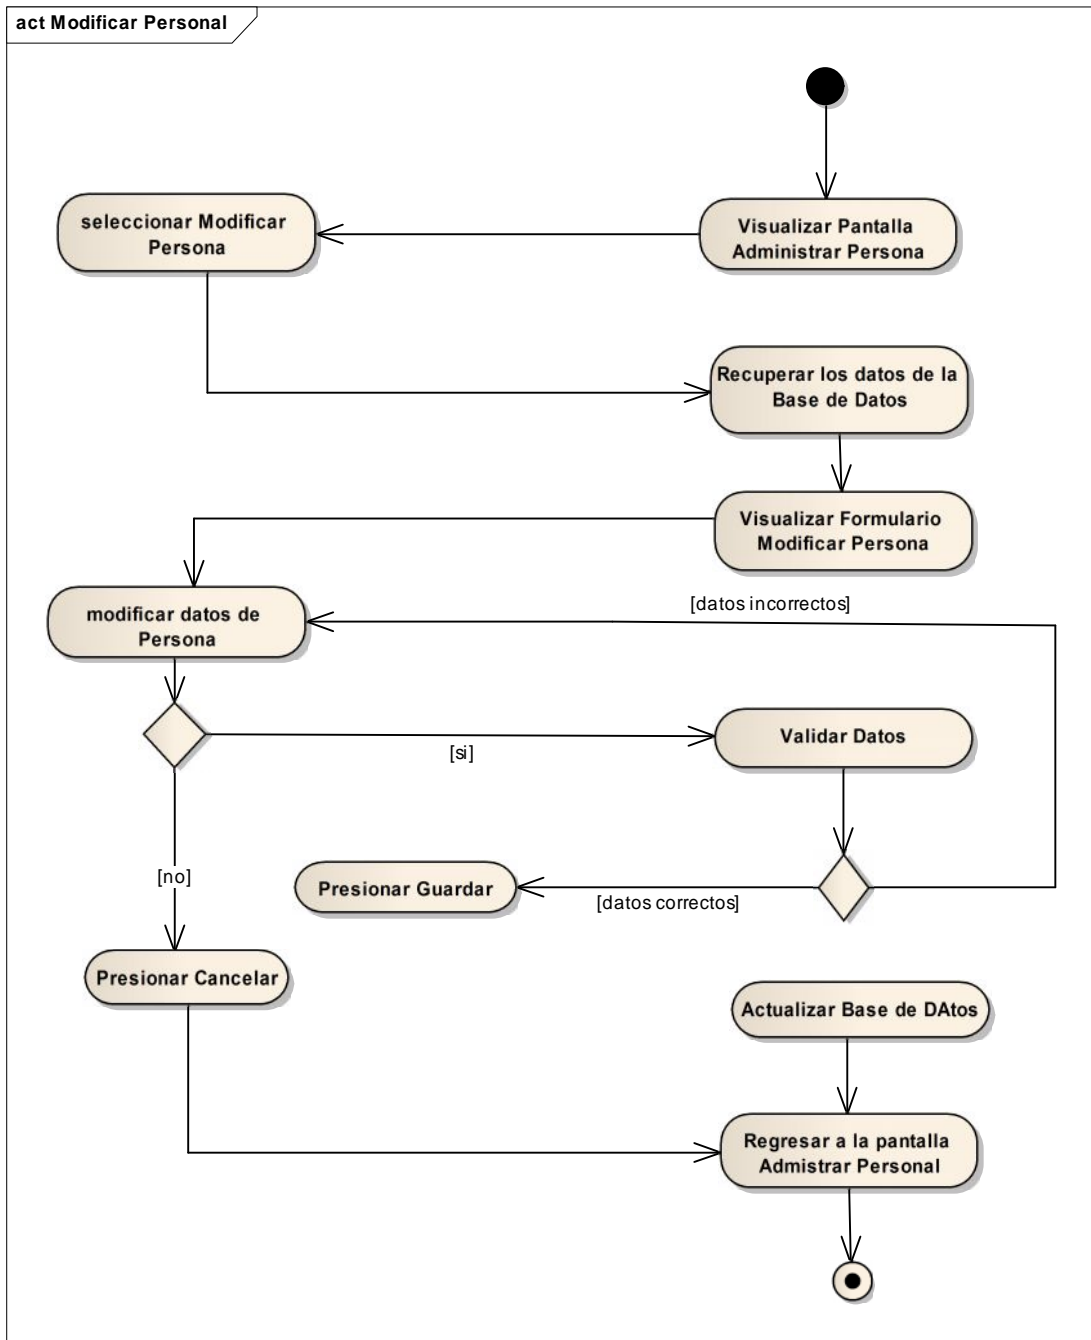 act Modificar Personal
Visualizar Pantalla
Administrar Persona
seleccionar Modificar
Persona
Recuperar los datos de la
Base de Datos
Visualizar Formulario
Modificar Persona
[datos incorrectos]
modificar datos de
Persona
Validar Datos
[si]
[no]
Presionar Guardar
[datos correctos]
Presionar Cancelar
Actualizar Base de DAtos
Regresar a la pantalla
Admistrar Personal